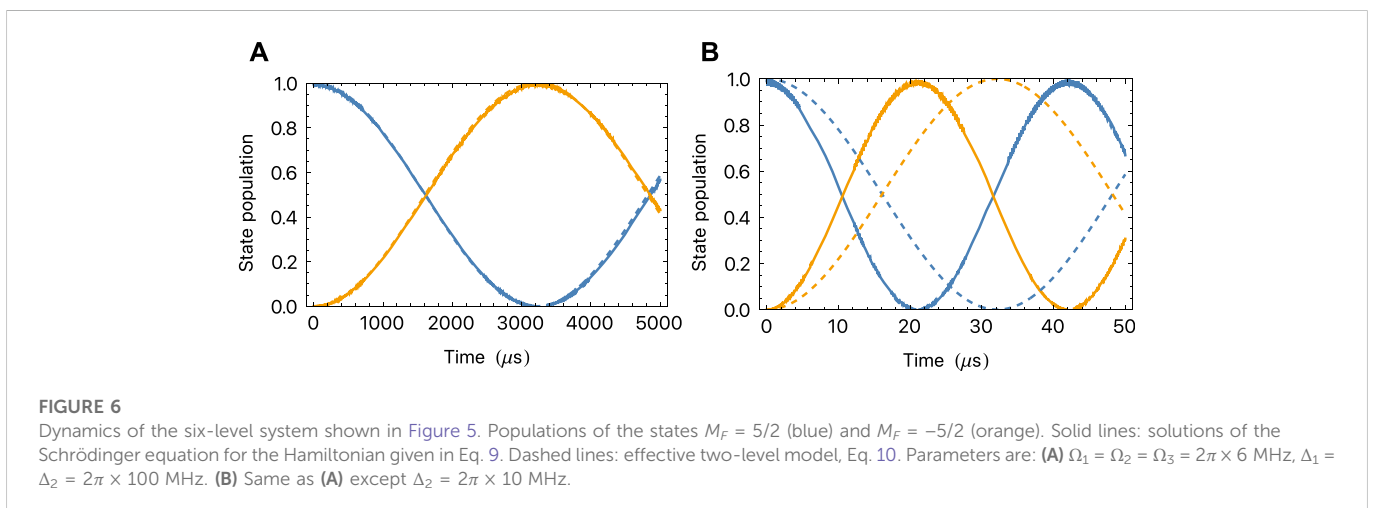 A
B
1.0
0.8
0.6
0.4
0.2
0.0
State population
0 1000 2000 3000 4000 5000
Time (μs)
1.0
0.8
0.6
0.4
0.2
0.0
State population
0 10 20 30 40 50
Time (μs)
FIGURE 6
Dynamics of the six-level system shown in Figure 5. Populations of the states M_F = 5/2 (blue) and M_F = −5/2 (orange). Solid lines: solutions of the
Schrödinger equation for the Hamiltonian given in Eq. 9. Dashed lines: effective two-level model, Eq. 10. Parameters are: (A) Ω₁ = Ω₂ = Ω₃ = 2π × 6 MHz, Δ₁ =
Δ₂ = 2π × 100 MHz. (B) Same as (A) except Δ₂ = 2π × 10 MHz.